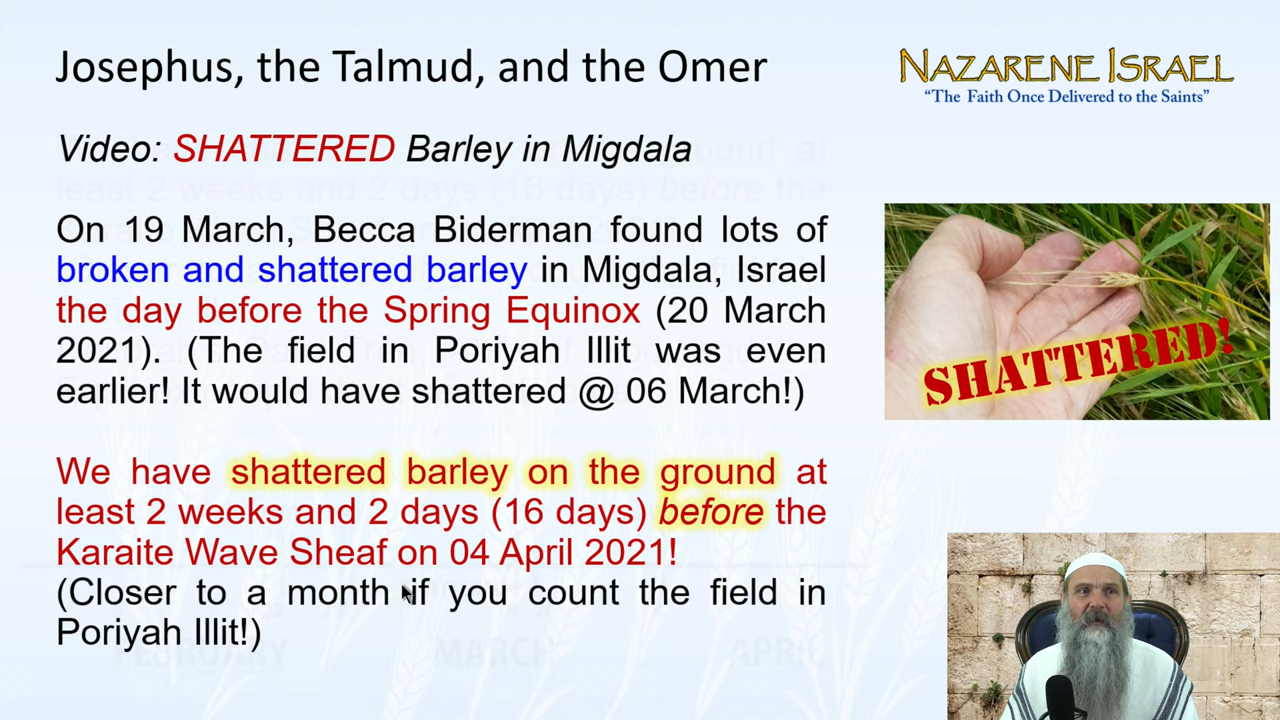 Josephus, the Talmud, and the Omer
NAZARENE ISRAEL
“The Faith Once Delivered to the Saints”
Video: SHATTERED Barley in Migdala
On 19 March, Becca Biderman found lots of
broken and shattered barley in Migdala, Israel
the day before the Spring Equinox (20 March
2021). (The field in Poriyah Illit was even
earlier! It would have shattered @ 06 March!)
SHATTERED!
We have shattered barley on the ground at
least 2 weeks and 2 days (16 days) before the
Karaite Wave Sheaf on 04 April 2021!
(Closer to a month if you count the field in
Poriyah Illit!)
FEBRUARY
MARCH
APRIL